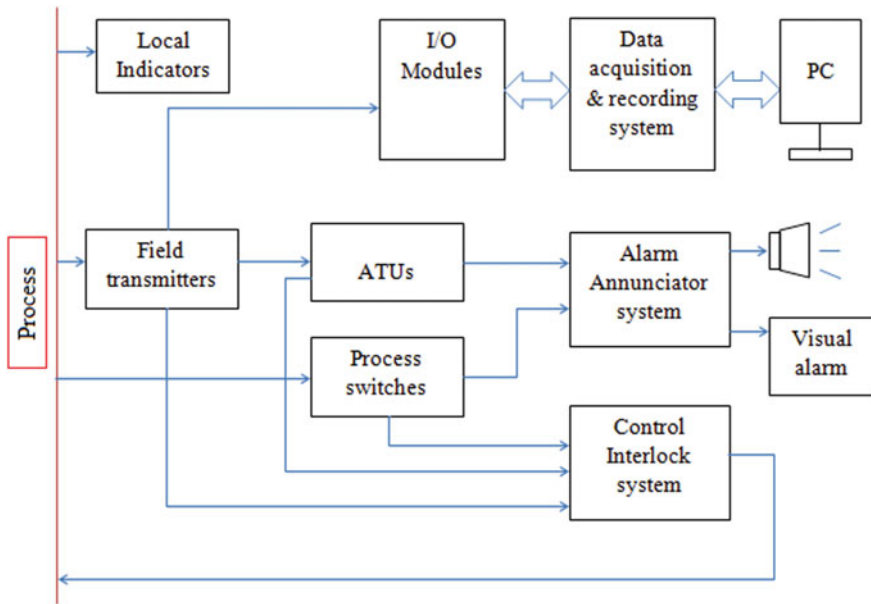 Local
Indicators
I/O
Modules
Data
acquisition
& recording
system
PC
Process
Field
transmitters
ATUs
Alarm
Annunciator
system
Visual
alarm
Process
switches
Control
Interlock
system